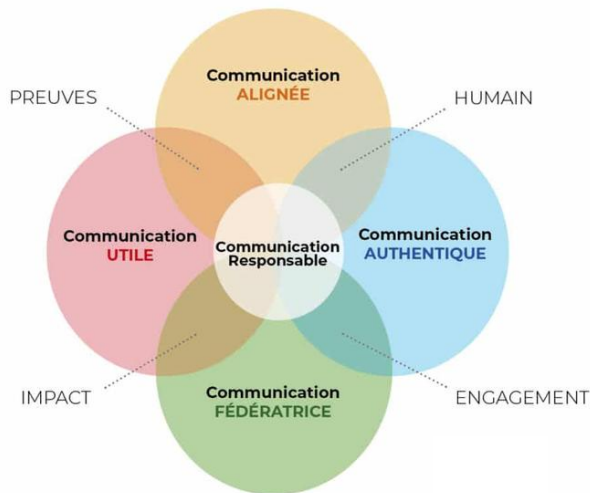 Communication
ALIGNÉE
PREUVES
HUMAIN
Communication
UTILE
Communication
Responsable
Communication
AUTHENTIQUE
IMPACT
Communication
FÉDÉRATRICE
ENGAGEMENT